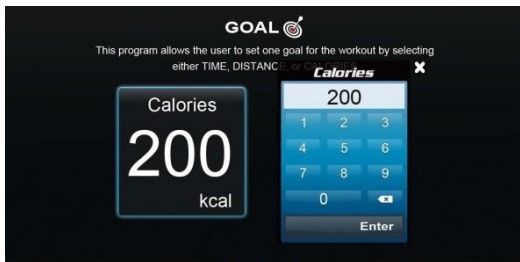 GOAL
This program allows the user to set one goal for the workout by selecting
either TIME, DISTANCE, or CALORIES
Calories
200
kcal
Calories
200
1 2 3
4 5 6
7 8 9
0
Enter